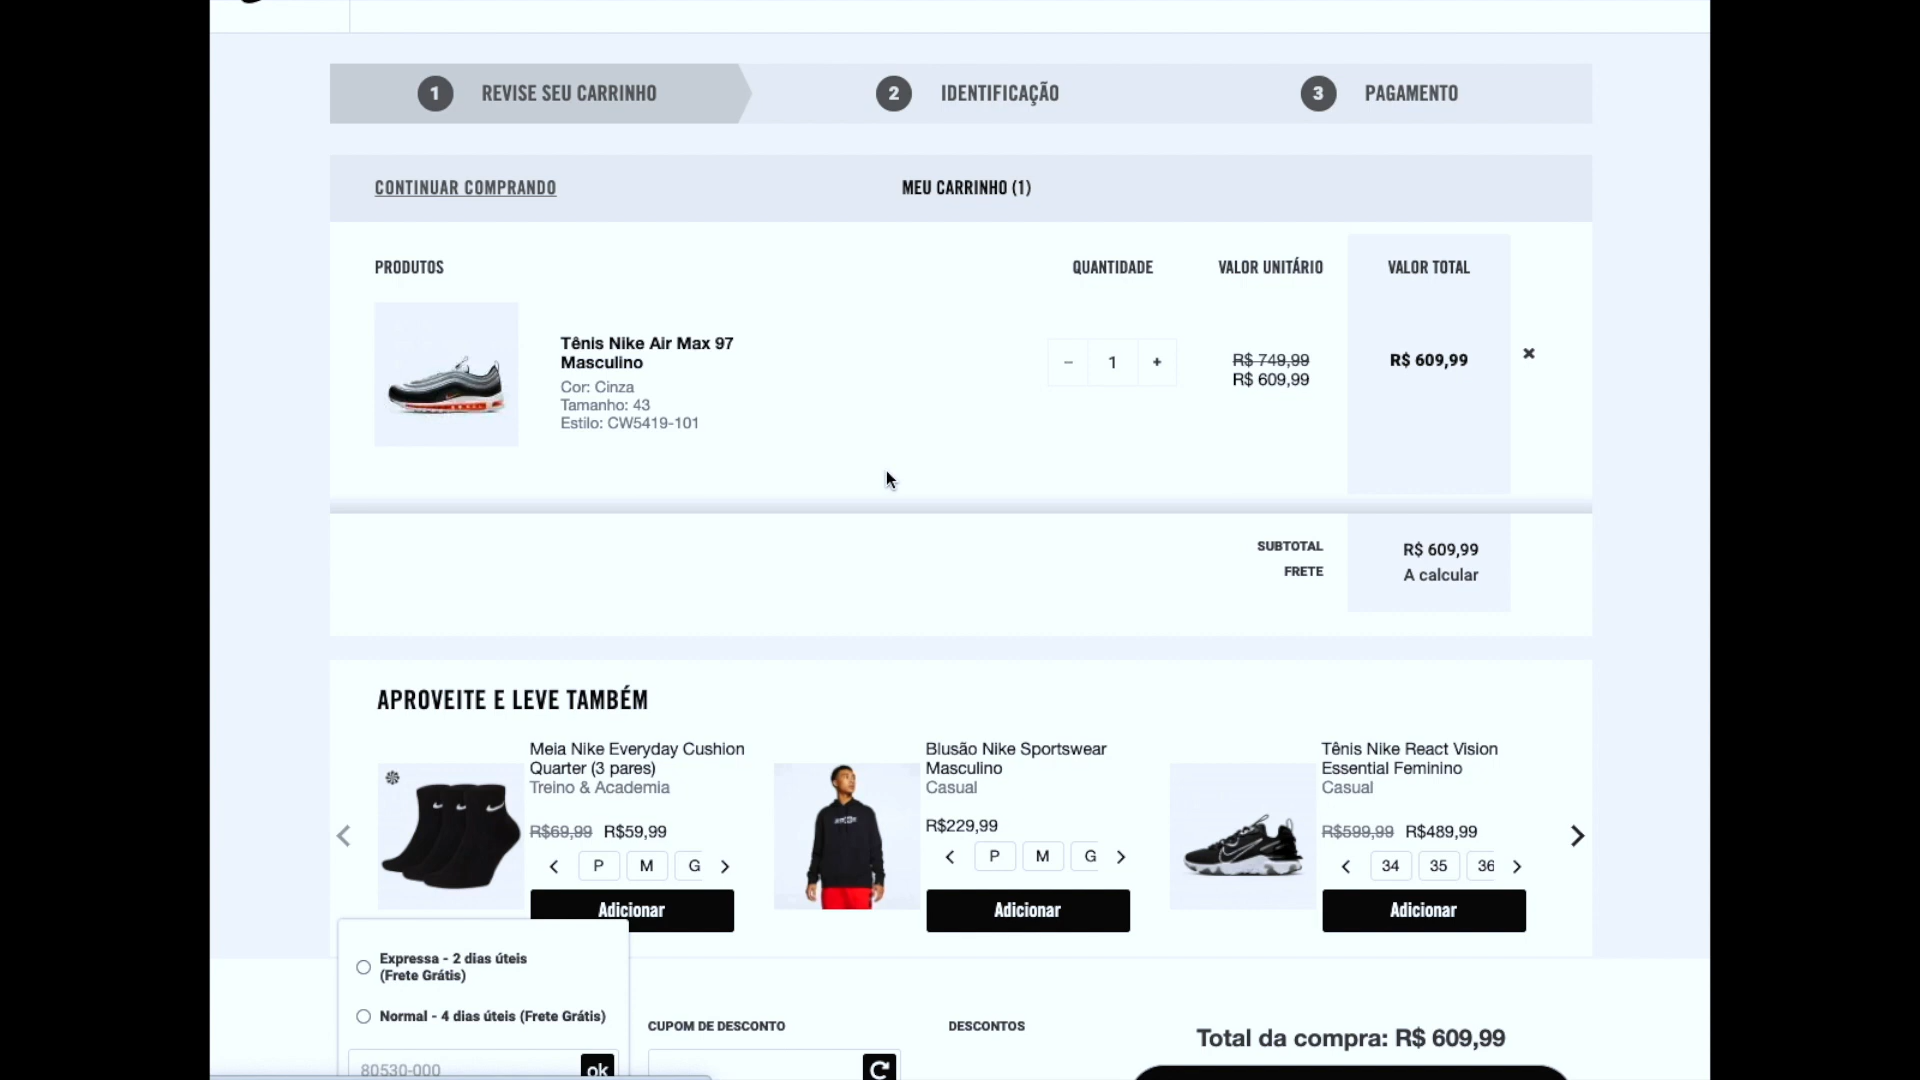 1 REVISE SEU CARRINHO
2 IDENTIFICAÇÃO
3 PAGAMENTO
CONTINUAR COMPRANDO
MEU CARRINHO (1)
PRODUTOS
QUANTIDADE
VALOR UNITÁRIO
VALOR TOTAL
Tênis Nike Air Max 97
Masculino
Cor: Cinza
Tamanho: 43
Estilo: CW5419-101
− 1 +
R$ 749,99
R$ 609,99
R$ 609,99
SUBTOTAL
R$ 609,99
FRETE
A calcular
APROVEITE E LEVE TAMBÉM
Meia Nike Everyday Cushion
Quarter (3 pares)
Treino & Academia
R$69,99 R$59,99
P M G
Adicionar
Blusão Nike Sportswear
Masculino
Casual
R$229,99
P M G
Adicionar
Tênis Nike React Vision
Essential Feminino
Casual
R$599,99 R$489,99
34 35 36
Adicionar
Expressa - 2 dias úteis
(Frete Grátis)
Normal - 4 dias úteis (Frete Grátis)
80530-000
ok
CUPOM DE DESCONTO
DESCONTOS
Total da compra: R$ 609,99